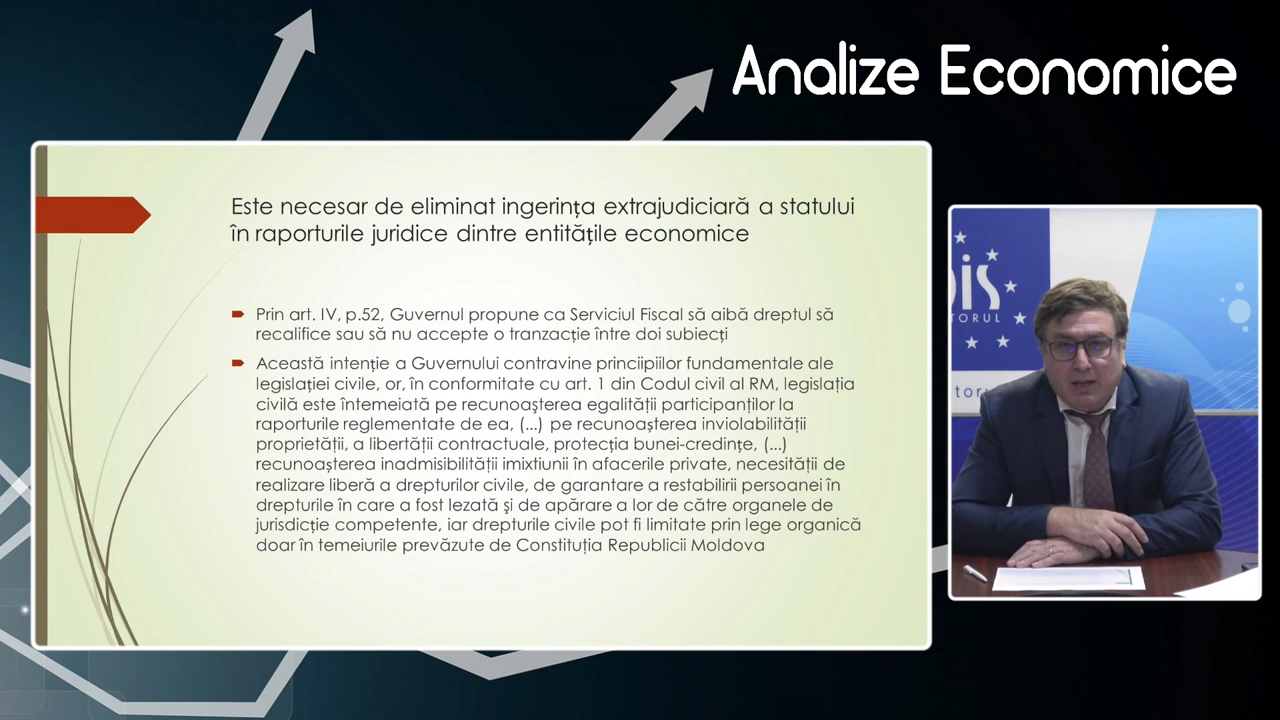 Analize Economice
Este necesar de eliminat ingerința extrajudiciară a statului
în raporturile juridice dintre entitățile economice
Prin art. IV, p.52, Guvernul propune ca Serviciul Fiscal să aibă dreptul să
recalifice sau să nu accepte o tranzacție între doi subiecți
Această intenție a Guvernului contravine princiipiilor fundamentale ale
legislației civile, or, în conformitate cu art. 1 din Codul civil al RM, legislația
civilă este întemeiată pe recunoașterea egalității participanților la
raporturile reglementate de ea, (...) pe recunoașterea inviolabilității
proprietății, a libertății contractuale, protecția bunei-credințe, (...)
recunoașterea inadmisibilității imixtiunii în afacerile private, necesității de
realizare liberă a drepturilor civile, de garantare a restabilirii persoanei în
drepturile în care a fost lezată şi de apărare a lor de către organele de
jurisdicție competente, iar drepturile civile pot fi limitate prin lege organică
doar în temeiurile prevăzute de Constituția Republicii Moldova